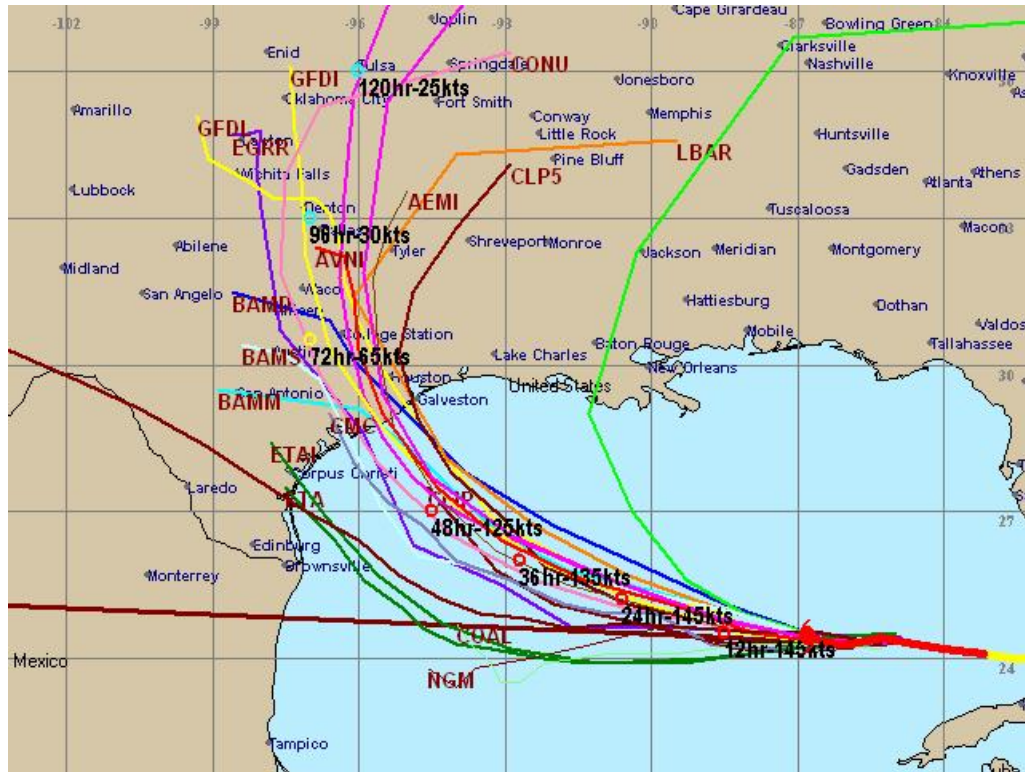 -102
-99
-96
-93
-90
-87
-84
Joplin
Cape Girardeau
Bowling Green
Enid
Tulsa
Springdale
CONU
Clarksville
Nashville
GFDI
120hr-25kts
Jonesboro
Knoxville
Amarillo
Oklahoma City
Fort Smith
Conway
Memphis
GFDL
Lawton
EGRR
Little Rock
Huntsville
Pine Bluff
LBAR
Wichita Falls
CLP5
Gadsden
Atlanta
Athens
Lubbock
AEMI
Denton
Tuscaloosa
96hr-30kts
Macon
Abilene
AVNI
Tyler
Shreveport
Monroe
Jackson
Meridian
Montgomery
Midland
San Angelo
Waco
BAMD
Hattiesburg
Dothan
College Station
Mobile
Valdos
BAMS
72hr-65kts
Lake Charles
Baton Rouge
Tallahassee
New Orleans
30
Houston
United States
San Antonio
BAMM
Galveston
CMC
ETAI
Corpus Christi
Laredo
ETA
27
48hr-125kts
Edinburg
Brownsville
36hr-135kts
Monterrey
24hr-145kts
COAL
12hr-145kts
Mexico
NGM
24
Tampico
Cuba